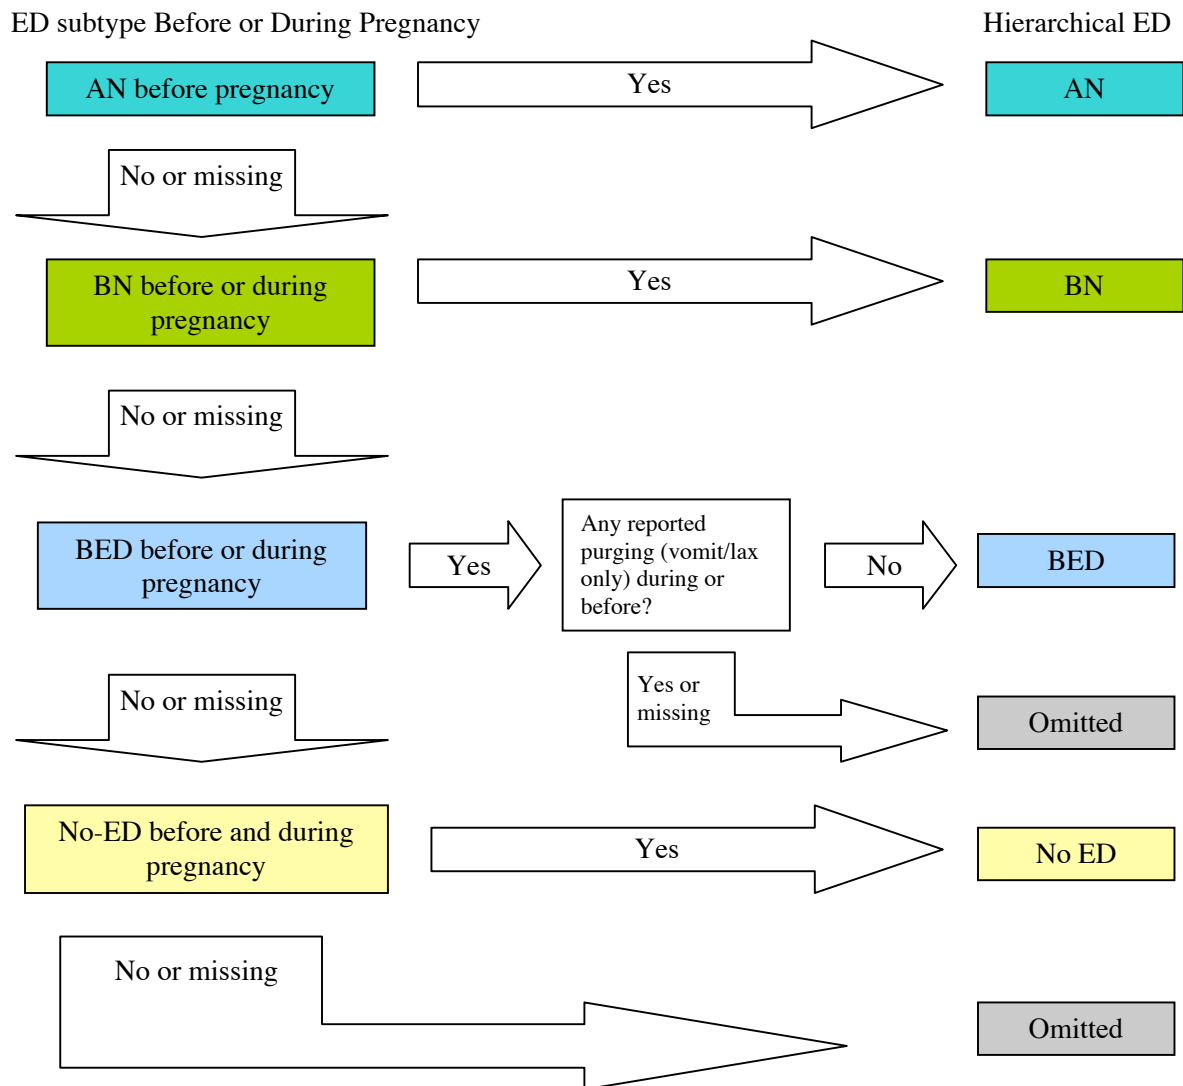 ED subtype Before or During Pregnancy
Hierarchical ED
AN before pregnancy
Yes
AN
No or missing
BN before or during
pregnancy
Yes
BN
No or missing
BED before or during
pregnancy
Yes
Any reported
purging (vomit/lax
only) during or
before?
No
BED
No or missing
Yes or
missing
Omitted
No-ED before and during
pregnancy
Yes
No ED
No or missing
Omitted